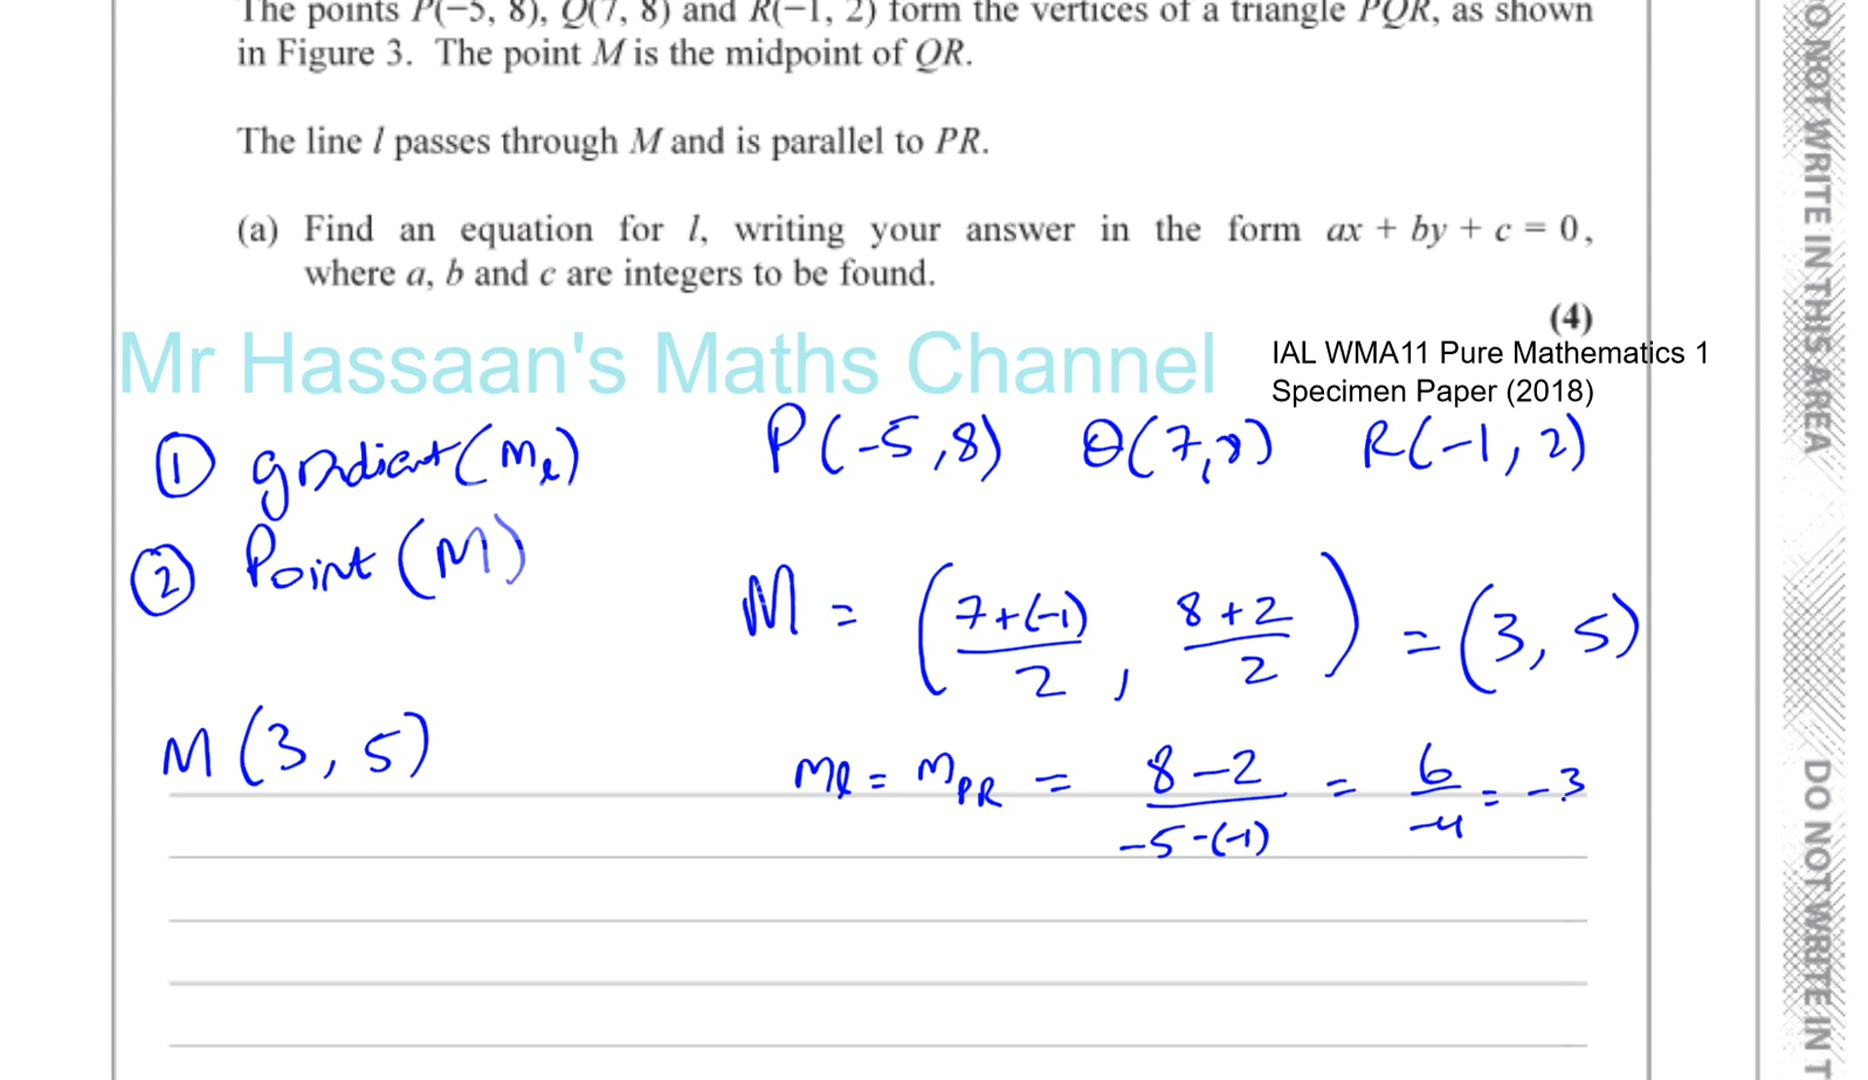 The points P(−5, 8), Q(7, 8) and R(−1, 2) form the vertices of a triangle PQR, as shown
in Figure 3. The point M is the midpoint of QR.
The line l passes through M and is parallel to PR.
(a) Find an equation for l, writing your answer in the form ax + by + c = 0,
where a, b and c are integers to be found.
(4)
Mr Hassaan's Maths Channel
IAL WMA11 Pure Mathematics 1
Specimen Paper (2018)
① gradient (mₗ)
P(-5,8) Q(7,8) R(-1,2)
② Point (M)
M = (7+(-1)/2, 8+2/2) = (3, 5)
M(3, 5)
mₗ = m_PR = 8-2/-5-(-1) = 6/-4 = -3
DO NOT WRITE IN THIS AREA
DO NOT WRITE IN T